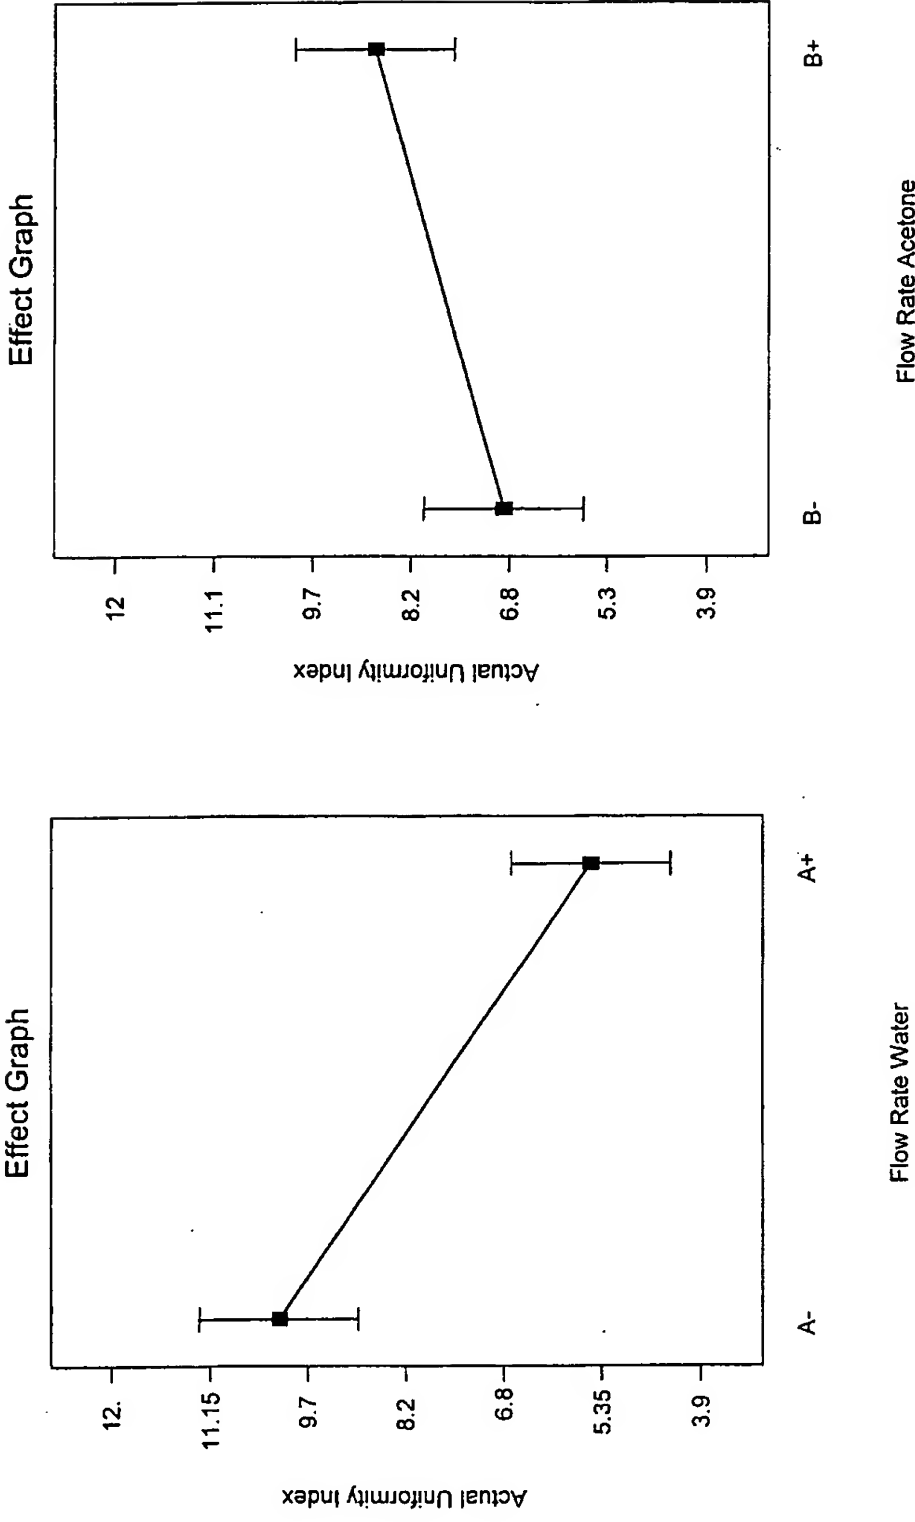 Effect Graph
Actual Uniformity Index
12.
11.15
9.7
8.2
6.8
5.35
3.9
A-
A+
Flow Rate Water
Effect Graph
Actual Uniformity Index
12
11.1
9.7
8.2
6.8
5.3
3.9
B-
B+
Flow Rate Acetone